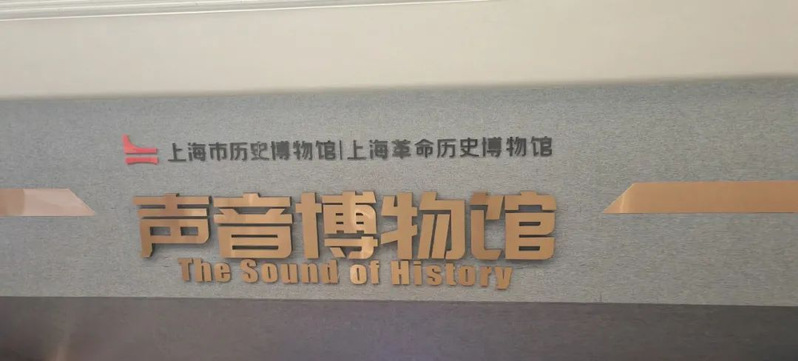 上海市历史博物馆|上海革命历史博物馆
声音博物馆
The Sound of History